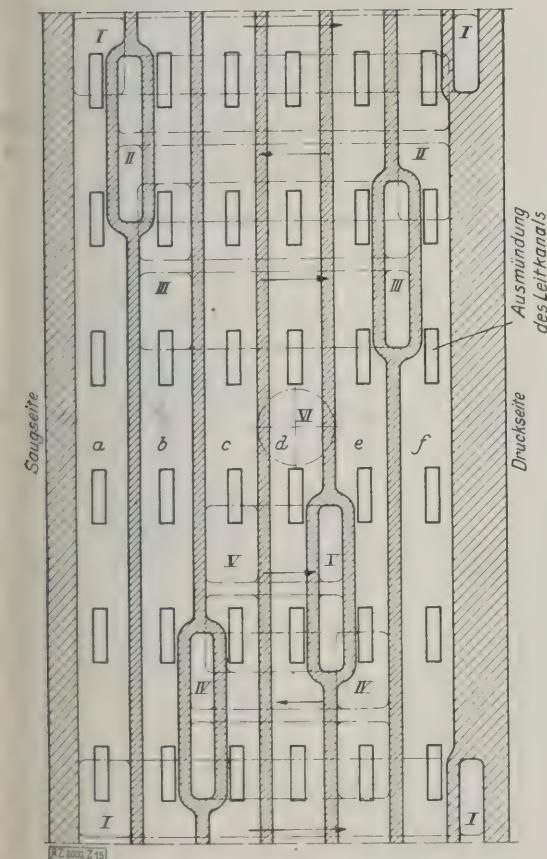 I I
II II
III III
Ausmündung
des Leitkanals
Saugseite
a b c d e f
VI
Druckseite
V V
IV IV
I I